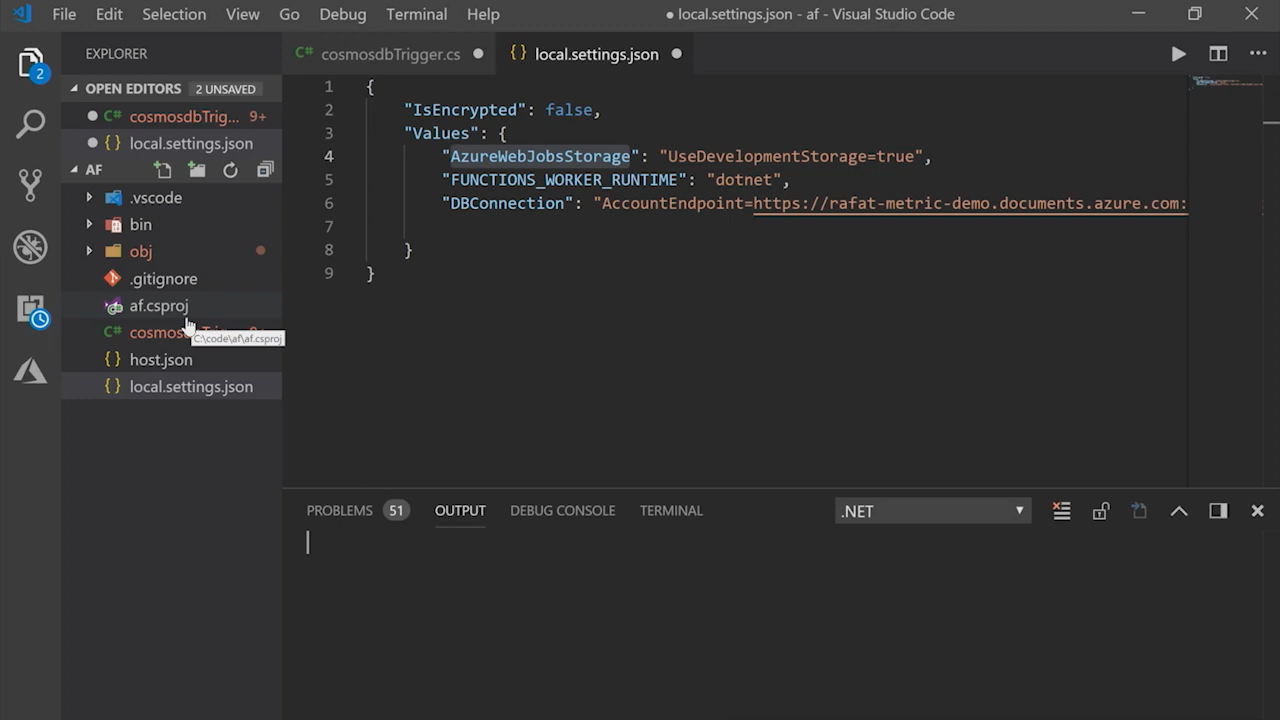 File Edit Selection View Go Debug Terminal Help
● local.settings.json - af - Visual Studio Code
EXPLORER
2
OPEN EDITORS 2 UNSAVED
C# cosmosdbTrig... 9+
{} local.settings.json
AF
.vscode
bin
obj
.gitignore
af.csproj
C# cosmosdbTrig... 9+
C:\code\af\af.csproj
{} host.json
{} local.settings.json
C# cosmosdbTrigger.cs ●
{} local.settings.json ●
1 {
2 "IsEncrypted": false,
3 "Values": {
4 "AzureWebJobsStorage": "UseDevelopmentStorage=true",
5 "FUNCTIONS_WORKER_RUNTIME": "dotnet",
6 "DBConnection": "AccountEndpoint=https://rafat-metric-demo.documents.azure.com:
7
8 }
9 }
PROBLEMS 51 OUTPUT DEBUG CONSOLE TERMINAL
.NET